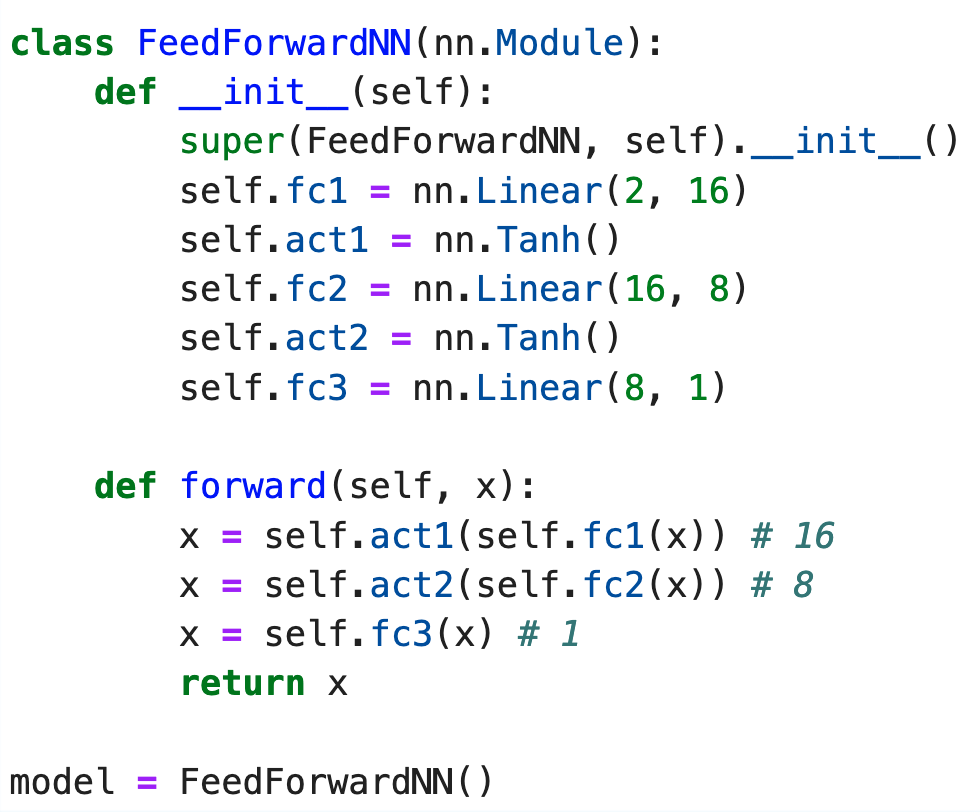 class FeedForwardNN(nn.Module):
    def __init__(self):
        super(FeedForwardNN, self).__init__()
        self.fc1 = nn.Linear(2, 16)
        self.act1 = nn.Tanh()
        self.fc2 = nn.Linear(16, 8)
        self.act2 = nn.Tanh()
        self.fc3 = nn.Linear(8, 1)

    def forward(self, x):
        x = self.act1(self.fc1(x)) # 16
        x = self.act2(self.fc2(x)) # 8
        x = self.fc3(x) # 1
        return x

model = FeedForwardNN()